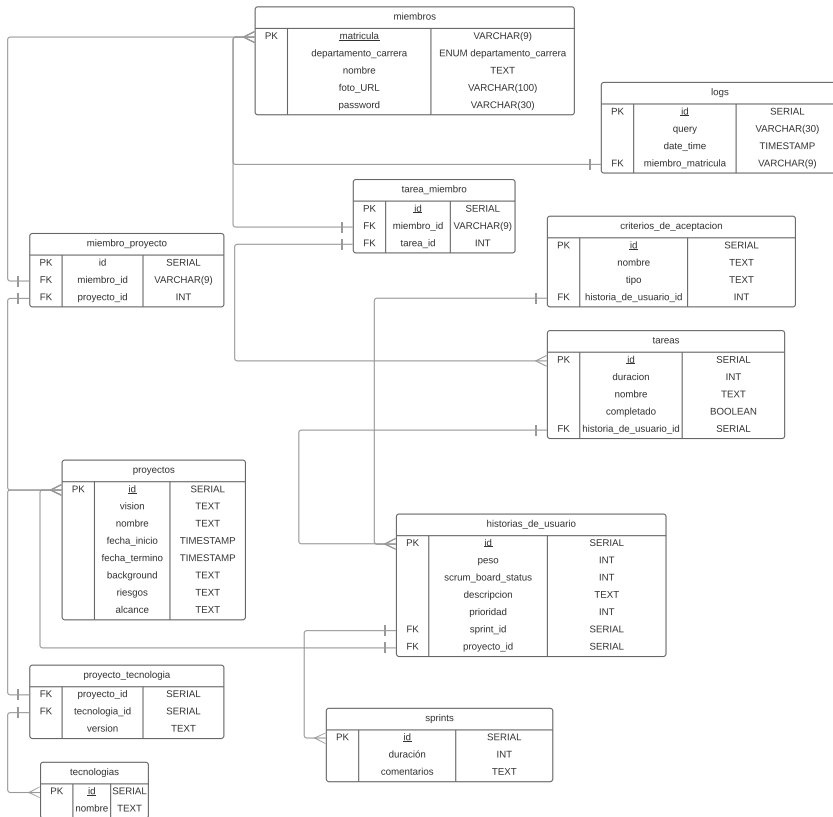 miembros
PK matricula VARCHAR(9)
departamento_carrera ENUM departamento_carrera
nombre TEXT
foto_URL VARCHAR(100)
password VARCHAR(30)
logs
PK id SERIAL
query VARCHAR(30)
date_time TIMESTAMP
FK miembro_matricula VARCHAR(9)
tarea_miembro
PK id SERIAL
FK miembro_id VARCHAR(9)
FK tarea_id INT
criterios_de_aceptacion
PK id SERIAL
nombre TEXT
tipo TEXT
FK historia_de_usuario_id INT
miembro_proyecto
PK id SERIAL
FK miembro_id VARCHAR(9)
FK proyecto_id INT
tareas
PK id SERIAL
duracion INT
nombre TEXT
completado BOOLEAN
FK historia_de_usuario_id SERIAL
proyectos
PK id SERIAL
vision TEXT
nombre TEXT
fecha_inicio TIMESTAMP
fecha_termino TIMESTAMP
background TEXT
riesgos TEXT
alcance TEXT
historias_de_usuario
PK id SERIAL
peso INT
scrum_board_status INT
descripcion TEXT
prioridad INT
FK sprint_id SERIAL
FK proyecto_id SERIAL
proyecto_tecnologia
FK proyecto_id SERIAL
FK tecnologia_id SERIAL
version TEXT
sprints
PK id SERIAL
duración INT
comentarios TEXT
tecnologias
PK id SERIAL
nombre TEXT